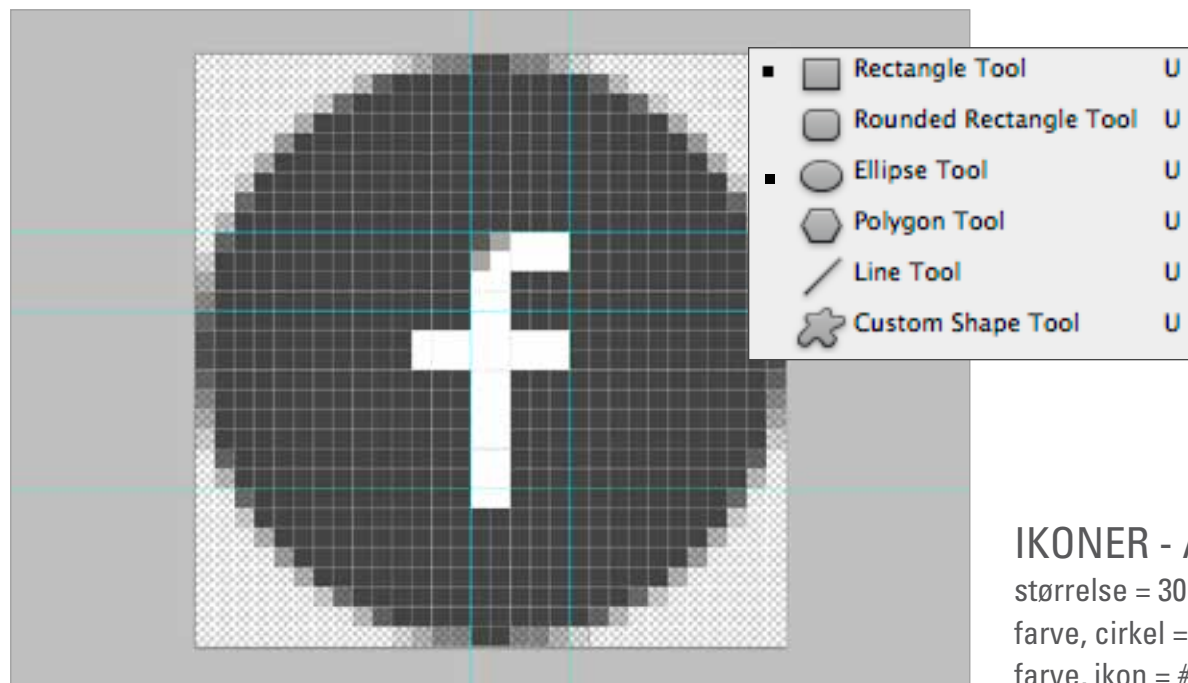 Rectangle Tool U
Rounded Rectangle Tool U
Ellipse Tool U
Polygon Tool U
Line Tool U
Custom Shape Tool U
f
IKONER -
størrelse = 30
farve, cirkel =
farve, ikon = #